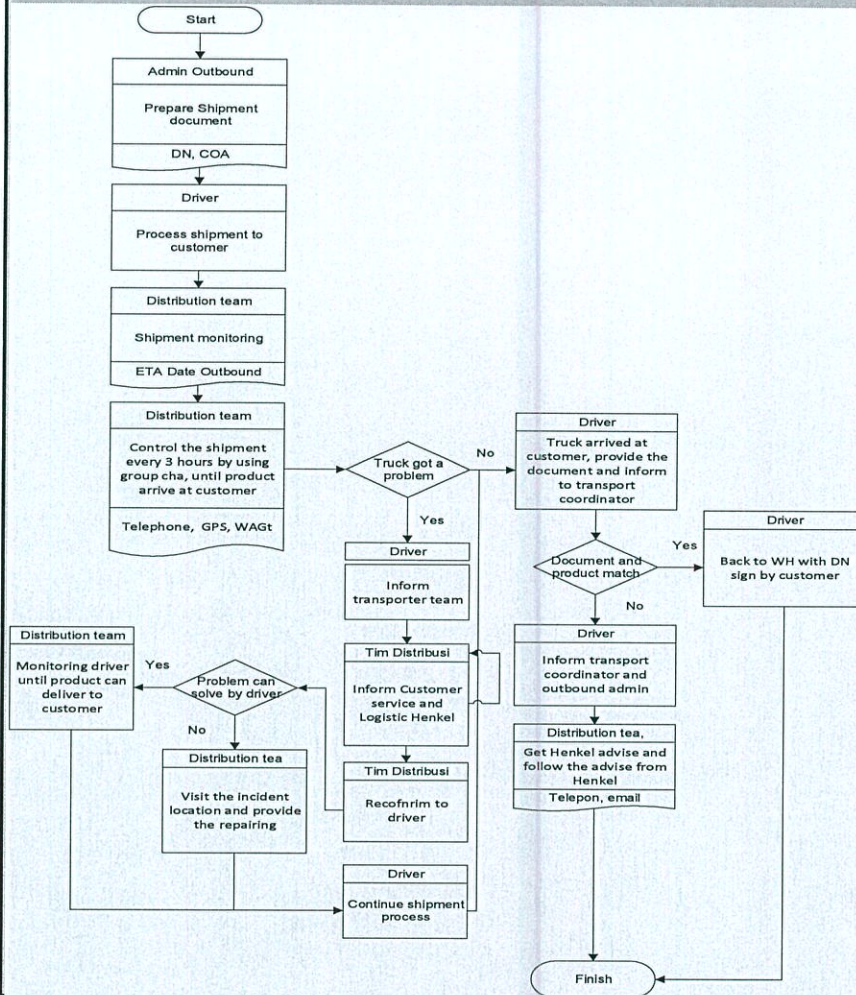 Start
Admin Outbound
Prepare Shipment
document
DN, COA
Driver
Process shipment to
customer
Distribution team
Shipment monitoring
ETA Date Outbound
Distribution team
Control the shipment
every 3 hours by using
group cha, until product
arrive at customer
Telephone, GPS, WAGt
Truck got a
problem
No
Yes
Driver
Truck arrived at
customer, provide the
document and inform
to transport
coordinator
Document and
product match
Yes
No
Driver
Back to WH with DN
sign by customer
Driver
Inform
transporter team
Tim Distribusi
Inform Customer
service and
Logistic Henkel
Tim Distribusi
Recofnrim to
driver
Problem can
solve by driver
Yes
No
Distribution team
Monitoring driver
until product can
deliver to
customer
Distribution tea
Visit the incident
location and provide
the repairing
Driver
Continue shipment
process
Driver
Inform transport
coordinator and
outbound admin
Distribution tea,
Get Henkel advise and
follow the advise from
Henkel
Telepon, email
Finish